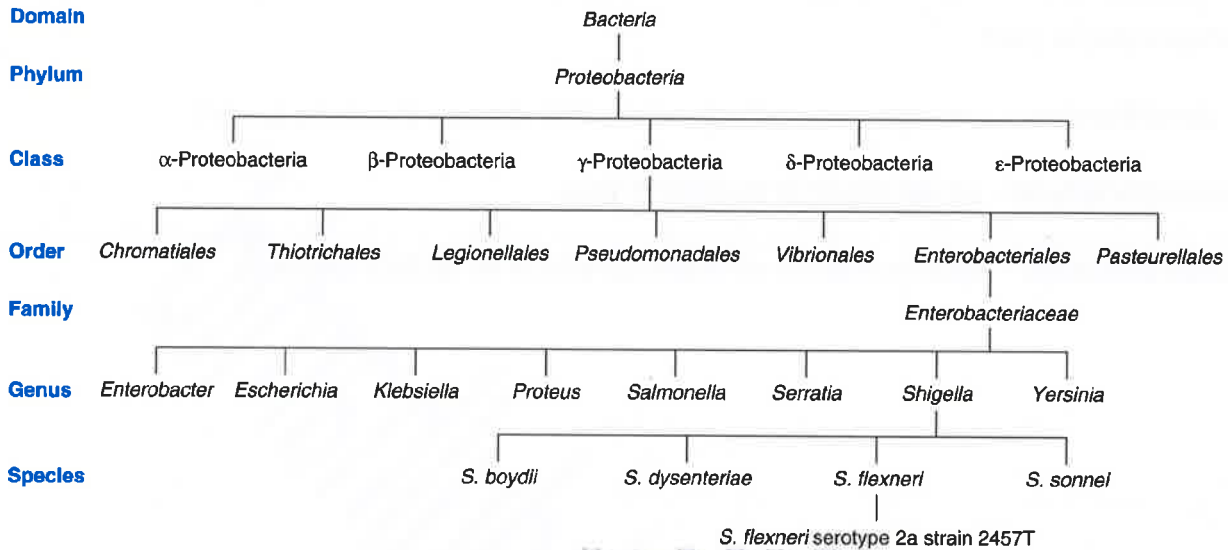 Domain Bacteria
Phylum Proteobacteria
Class α-Proteobacteria β-Proteobacteria γ-Proteobacteria δ-Proteobacteria ε-Proteobacteria
Order Chromatiales Thiotrichales Legionellales Pseudomonadales Vibrionales Enterobacteriales Pasteurellales
Family Enterobacteriaceae
Genus Enterobacter Escherichia Klebsiella Proteus Salmonella Serratia Shigella Yersinia
Species S. boydii S. dysenteriae S. flexneri S. sonnei
S. flexneri serotype 2a strain 2457T